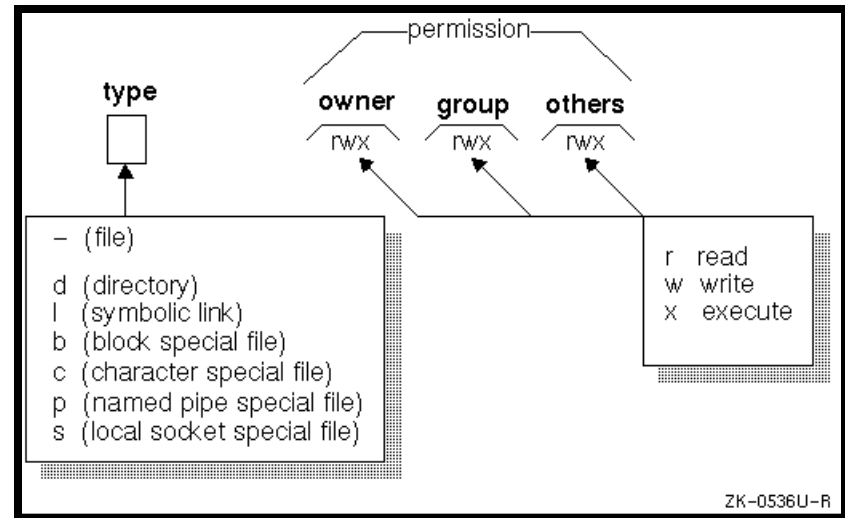 permission
type
owner group others
rwx rwx rwx
– (file)
d (directory)
l (symbolic link)
b (block special file)
c (character special file)
p (named pipe special file)
s (local socket special file)
r read
w write
x execute
ZK–0536U–R